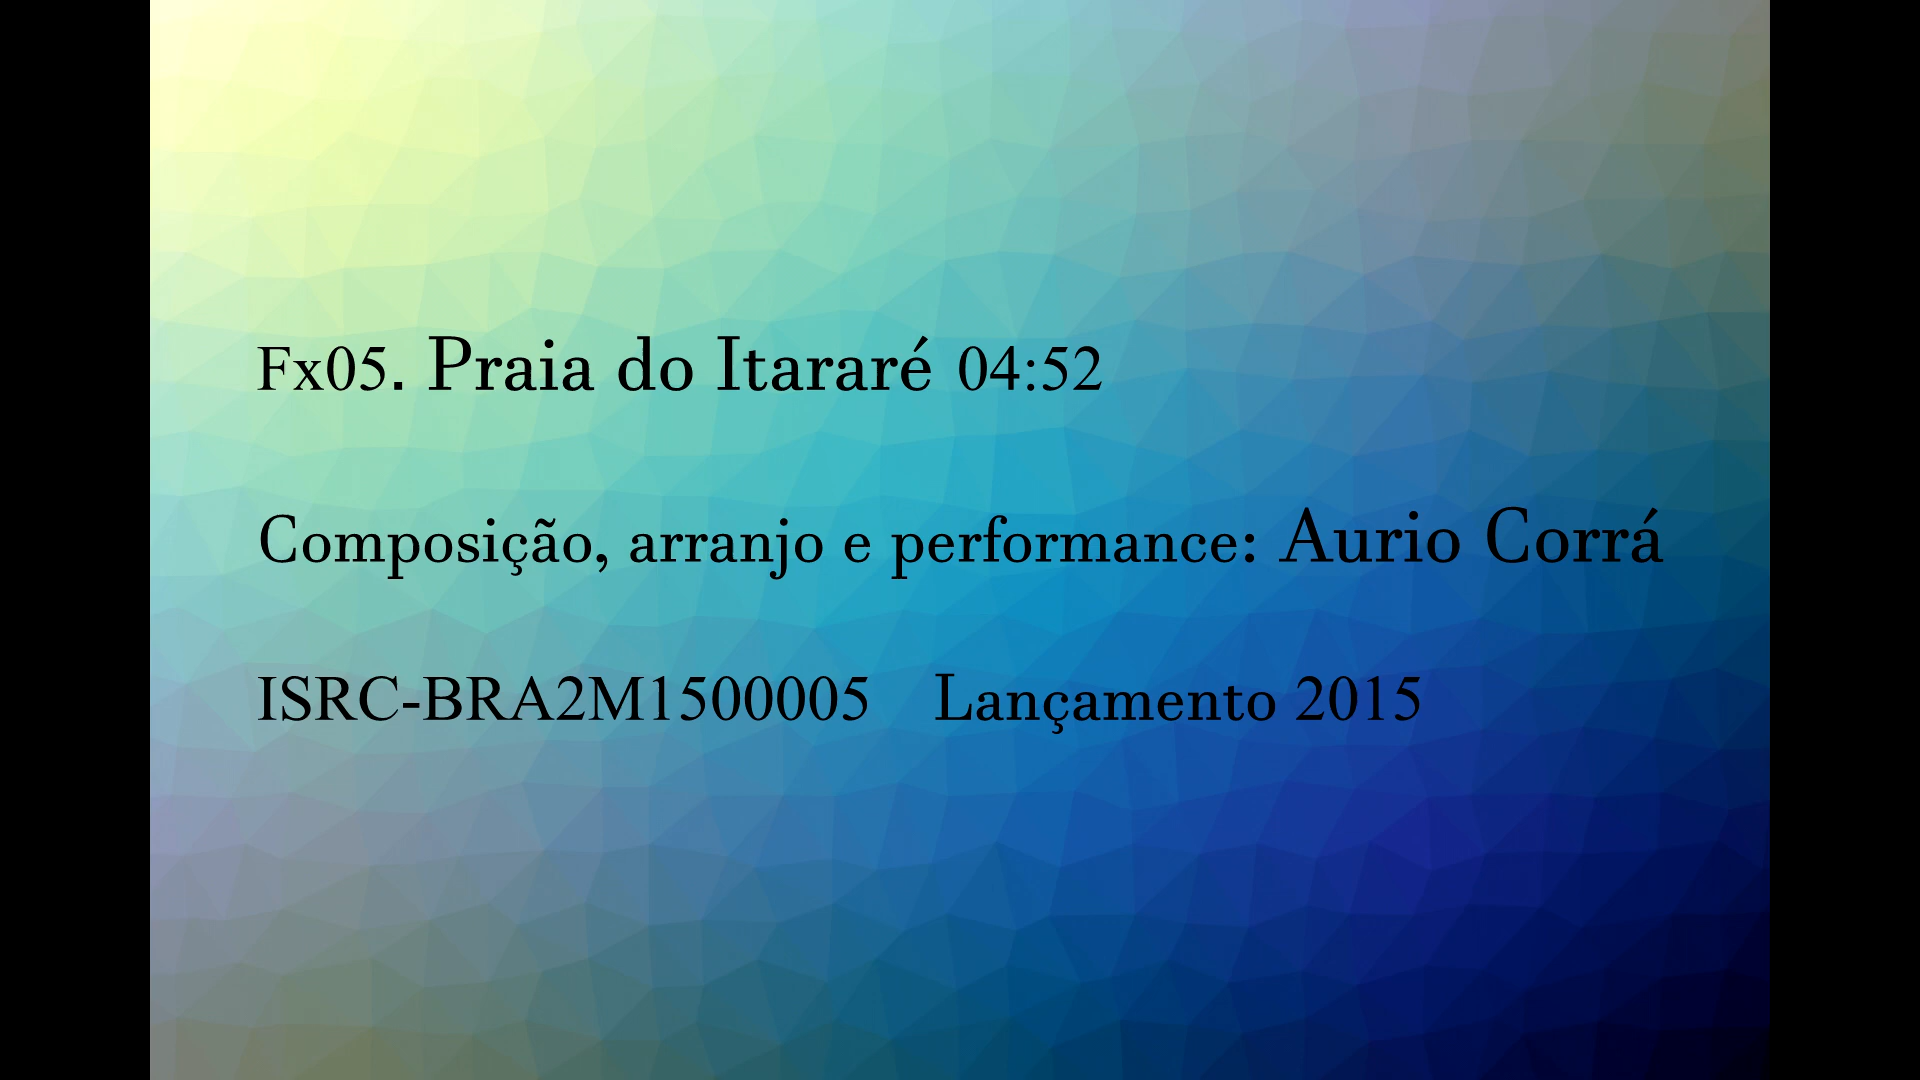 Fx05. Praia do Itararé 04:52
Composição, arranjo e performance: Aurio Corrá
ISRC-BRA2M1500005 Lançamento 2015